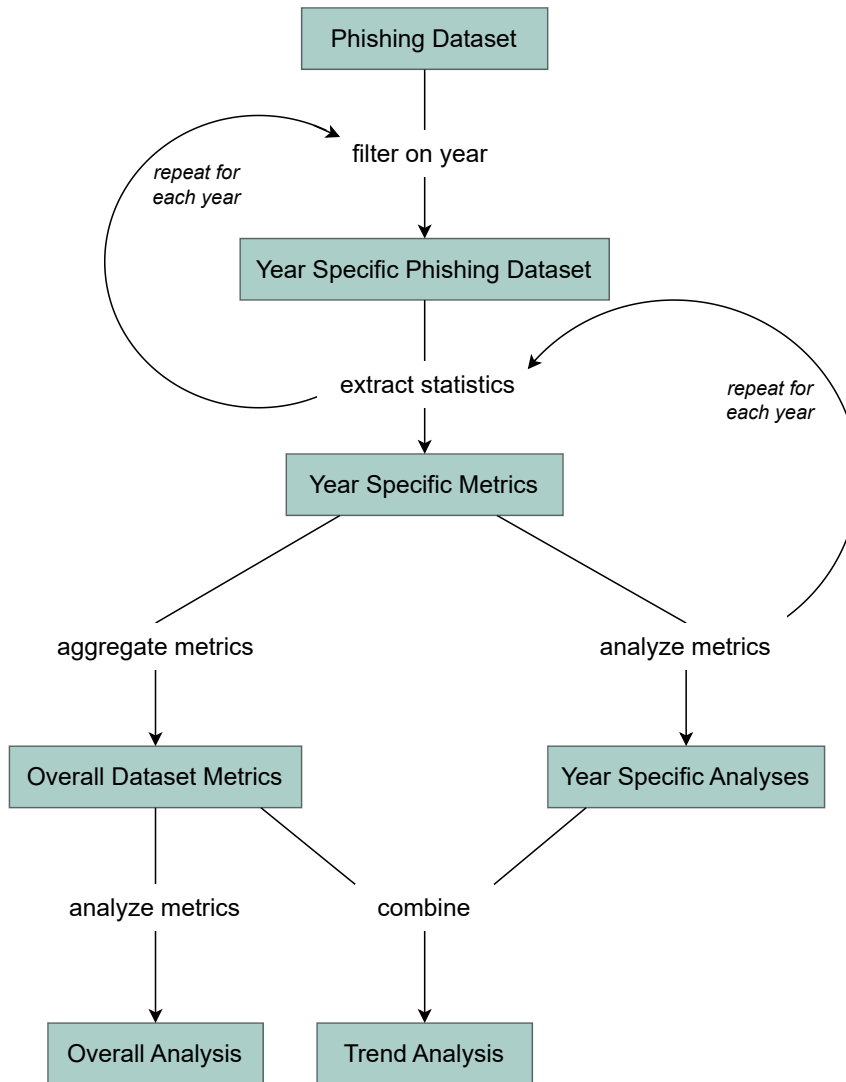 Phishing Dataset
filter on year
repeat for
each year
Year Specific Phishing Dataset
extract statistics
repeat for
each year
Year Specific Metrics
aggregate metrics
analyze metrics
Overall Dataset Metrics
Year Specific Analyses
analyze metrics
combine
Overall Analysis
Trend Analysis